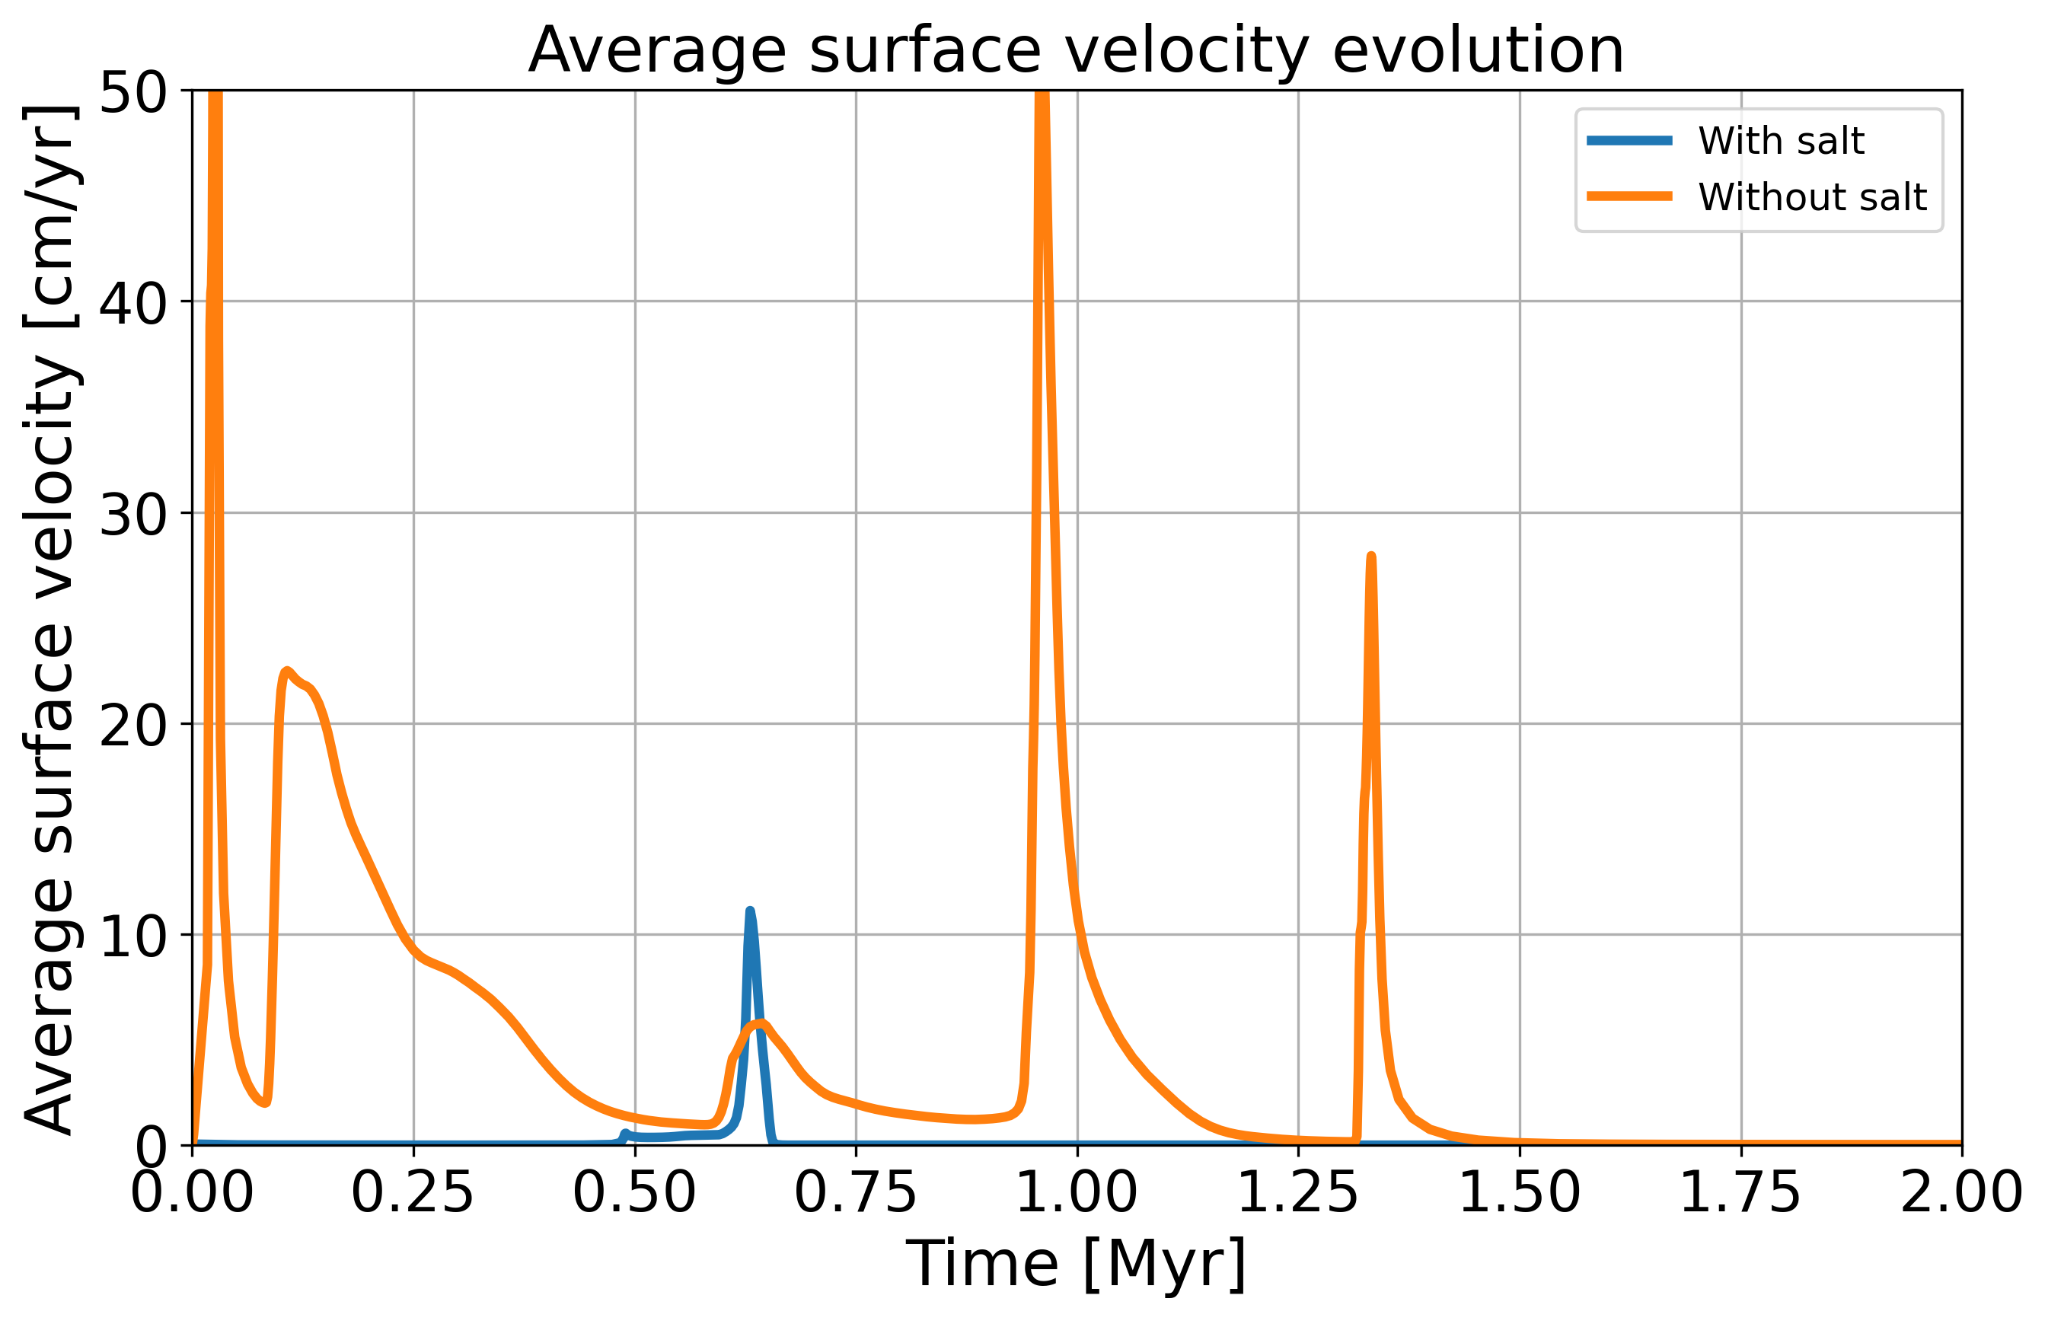 Average surface velocity evolution
Average surface velocity [cm/yr]
50
40
30
20
10
0
With salt
Without salt
0.00 0.25 0.50 0.75 1.00 1.25 1.50 1.75 2.00
Time [Myr]